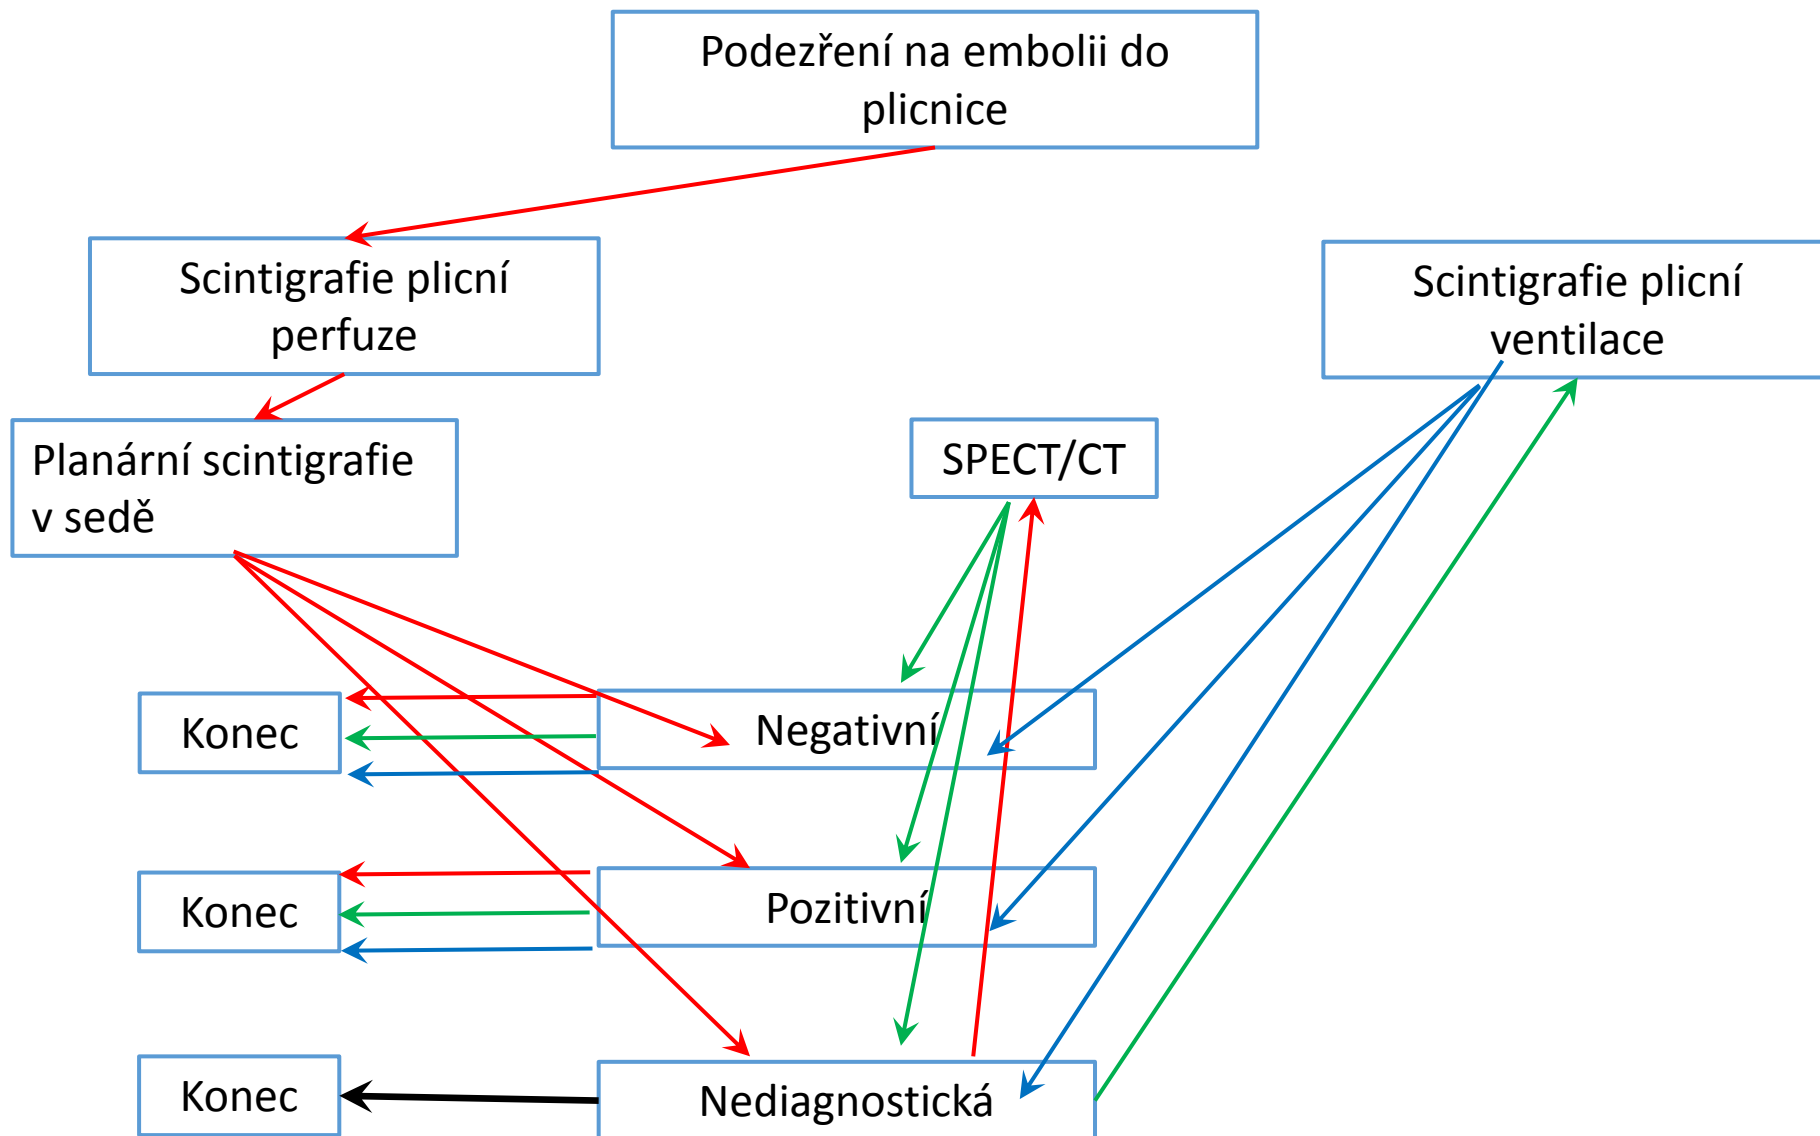 Podezření na embolii do
plicnice
Scintigrafie plicní
perfuze
Scintigrafie plicní
ventilace
Planární scintigrafie
v sedě
SPECT/CT
Konec
Negativní
Konec
Pozitivní
Konec
Nediagnostická